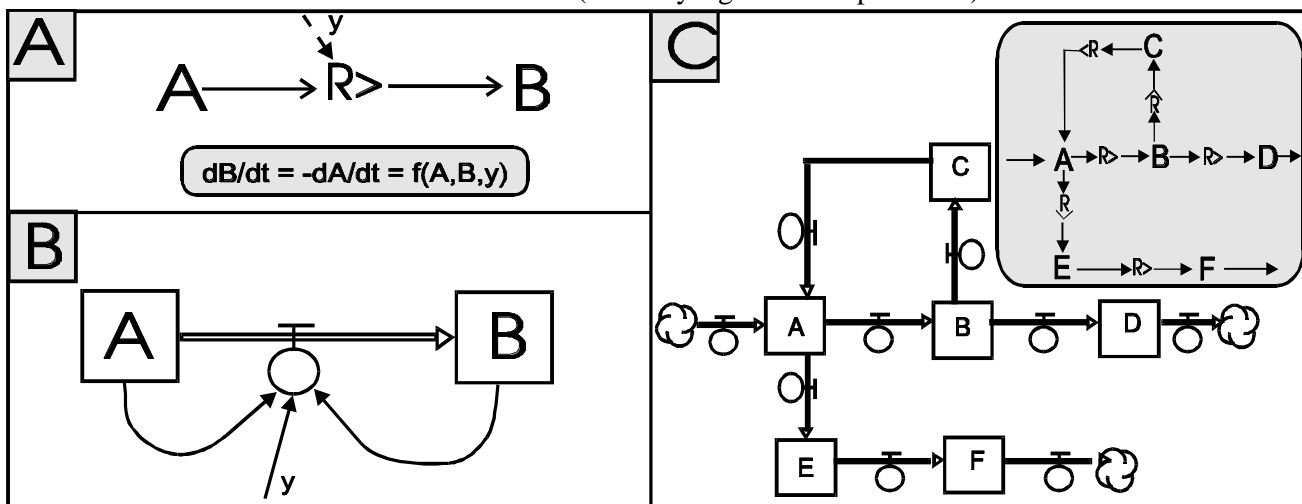 A
y
A R> B
dB/dt = -dA/dt = f(A,B,y)
B
A B
y
C
<R C
R
A R> B R> D
R
E R> F
C
A B D
E F